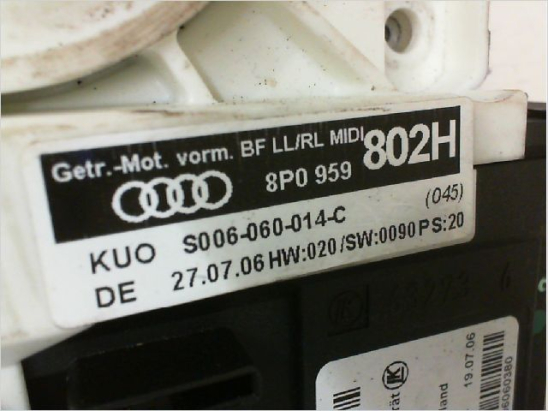 Getr.-Mot. vorm. BF LL/RL MIDI
8P0 959 802H
KUO S006-060-014-C (045)
DE 27.07.06 HW:020/SW:0090 PS:20
19.07.06